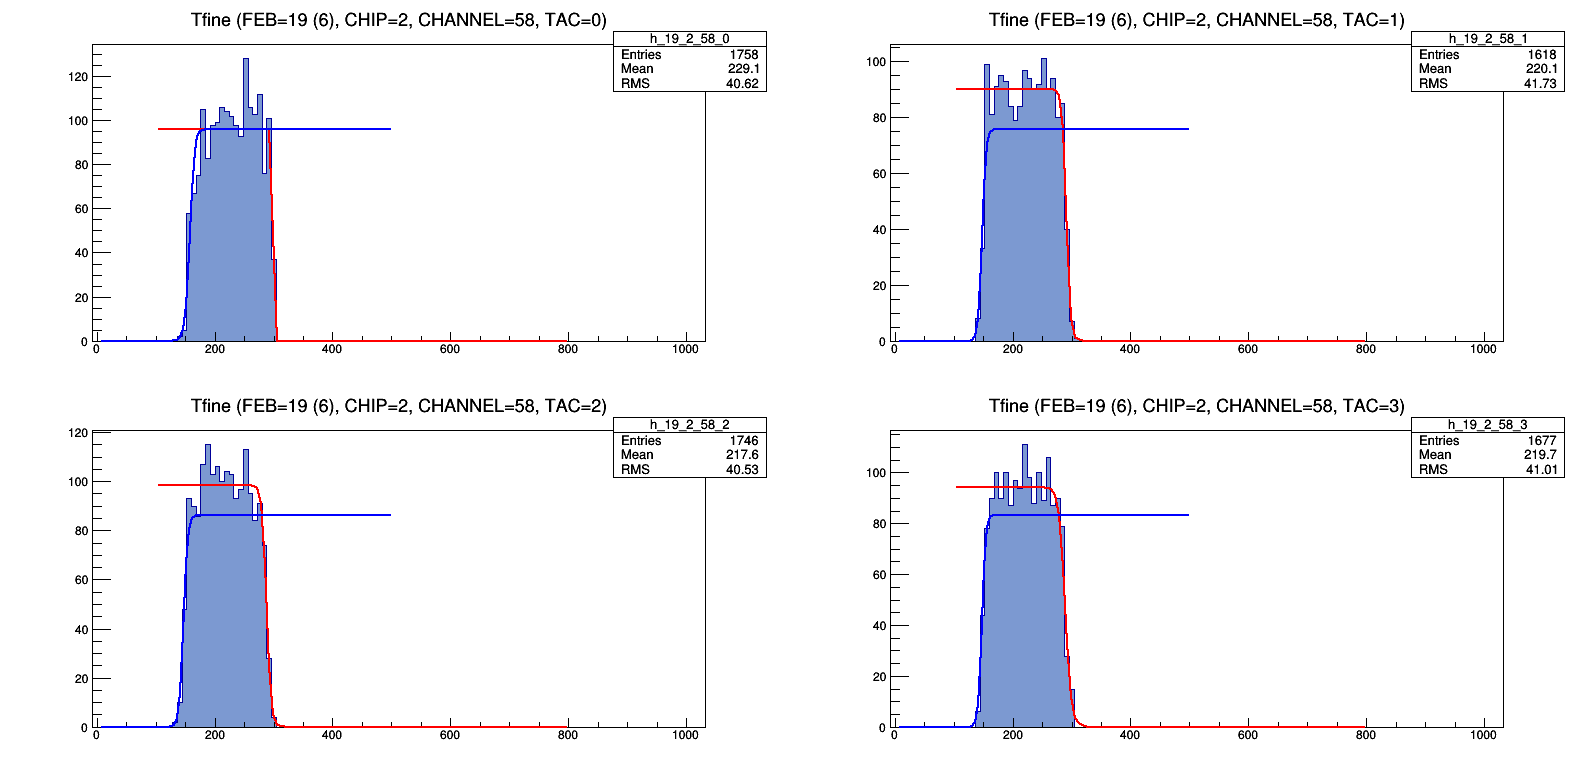 Tfine (FEB=19 (6), CHIP=2, CHANNEL=58, TAC=0)
h_19_2_58_0
Entries 1758
Mean 229.1
RMS 40.62
120
100
80
60
40
20
0
0 200 400 600 800 1000
Tfine (FEB=19 (6), CHIP=2, CHANNEL=58, TAC=1)
h_19_2_58_1
Entries 1618
Mean 220.1
RMS 41.73
100
80
60
40
20
0
0 200 400 600 800 1000
Tfine (FEB=19 (6), CHIP=2, CHANNEL=58, TAC=2)
h_19_2_58_2
Entries 1746
Mean 217.6
RMS 40.53
120
100
80
60
40
20
0
0 200 400 600 800 1000
Tfine (FEB=19 (6), CHIP=2, CHANNEL=58, TAC=3)
h_19_2_58_3
Entries 1677
Mean 219.7
RMS 41.01
100
80
60
40
20
0
0 200 400 600 800 1000